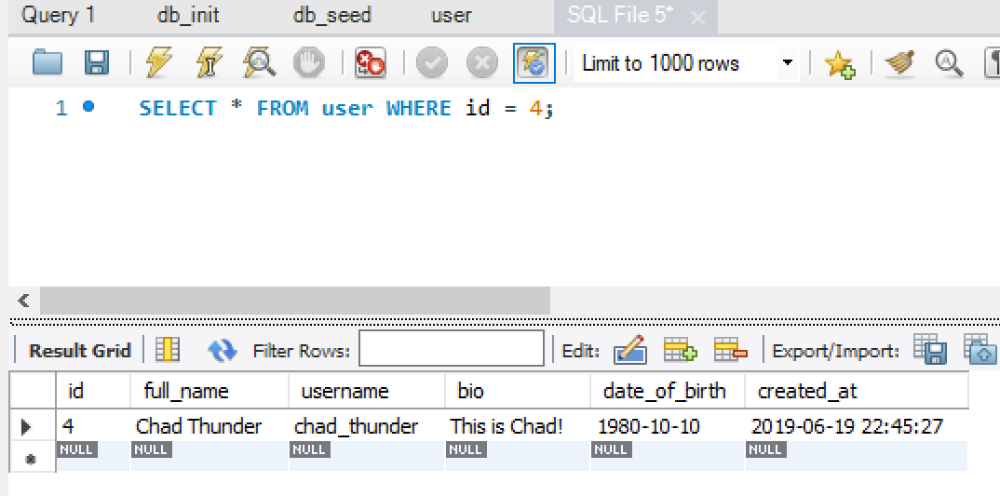 Query 1 db_init db_seed user SQL File 5*
Limit to 1000 rows
1 SELECT * FROM user WHERE id = 4;
Result Grid Filter Rows: Edit: Export/Import:
id full_name username bio date_of_birth created_at
4 Chad Thunder chad_thunder This is Chad! 1980-10-10 2019-06-19 22:45:27
NULL NULL NULL NULL NULL NULL